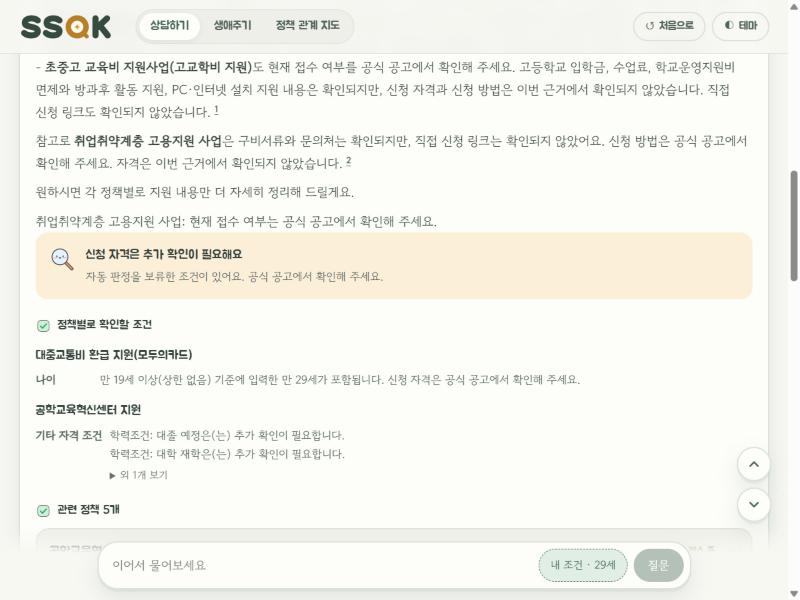 SSOK
상담하기
생애주기
정책 관계 지도
↺ 처음으로
◐ 테마
- 초중고 교육비 지원사업(고교학비 지원)도 현재 접수 여부를 공식 공고에서 확인해 주세요. 고등학교 입학금, 수업료, 학교운영지원비
면제와 방과후 활동 지원, PC·인터넷 설치 지원 내용은 확인되지만, 신청 자격과 신청 방법은 이번 근거에서 확인되지 않았습니다. 직접
신청 링크도 확인되지 않았습니다. 1
참고로 취업취약계층 고용지원 사업은 구비서류와 문의처는 확인되지만, 직접 신청 링크는 확인되지 않았어요. 신청 방법은 공식 공고에서
확인해 주세요. 자격은 이번 근거에서 확인되지 않았습니다. 2
원하시면 각 정책별로 지원 내용만 더 자세히 정리해 드릴게요.
취업취약계층 고용지원 사업: 현재 접수 여부는 공식 공고에서 확인해 주세요.
신청 자격은 추가 확인이 필요해요
자동 판정을 보류한 조건이 있어요. 공식 공고에서 확인해 주세요.
정책별로 확인할 조건
대중교통비 환급 지원(모두의카드)
나이 만 19세 이상(상한 없음) 기준에 입력한 만 29세가 포함됩니다. 신청 자격은 공식 공고에서 확인해 주세요.
공학교육혁신센터 지원
기타 자격 조건 학력조건: 대졸 예정은(는) 추가 확인이 필요합니다.
학력조건: 대학 재학은(는) 추가 확인이 필요합니다.
▶ 외 1개 보기
관련 정책 5개
이어서 물어보세요
내 조건 · 29세
질문